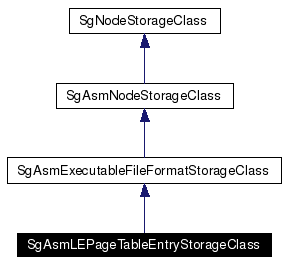 SgNodeStorageClass
SgAsmNodeStorageClass
SgAsmExecutableFileFormatStorageClass
SgAsmLEPageTableEntryStorageClass